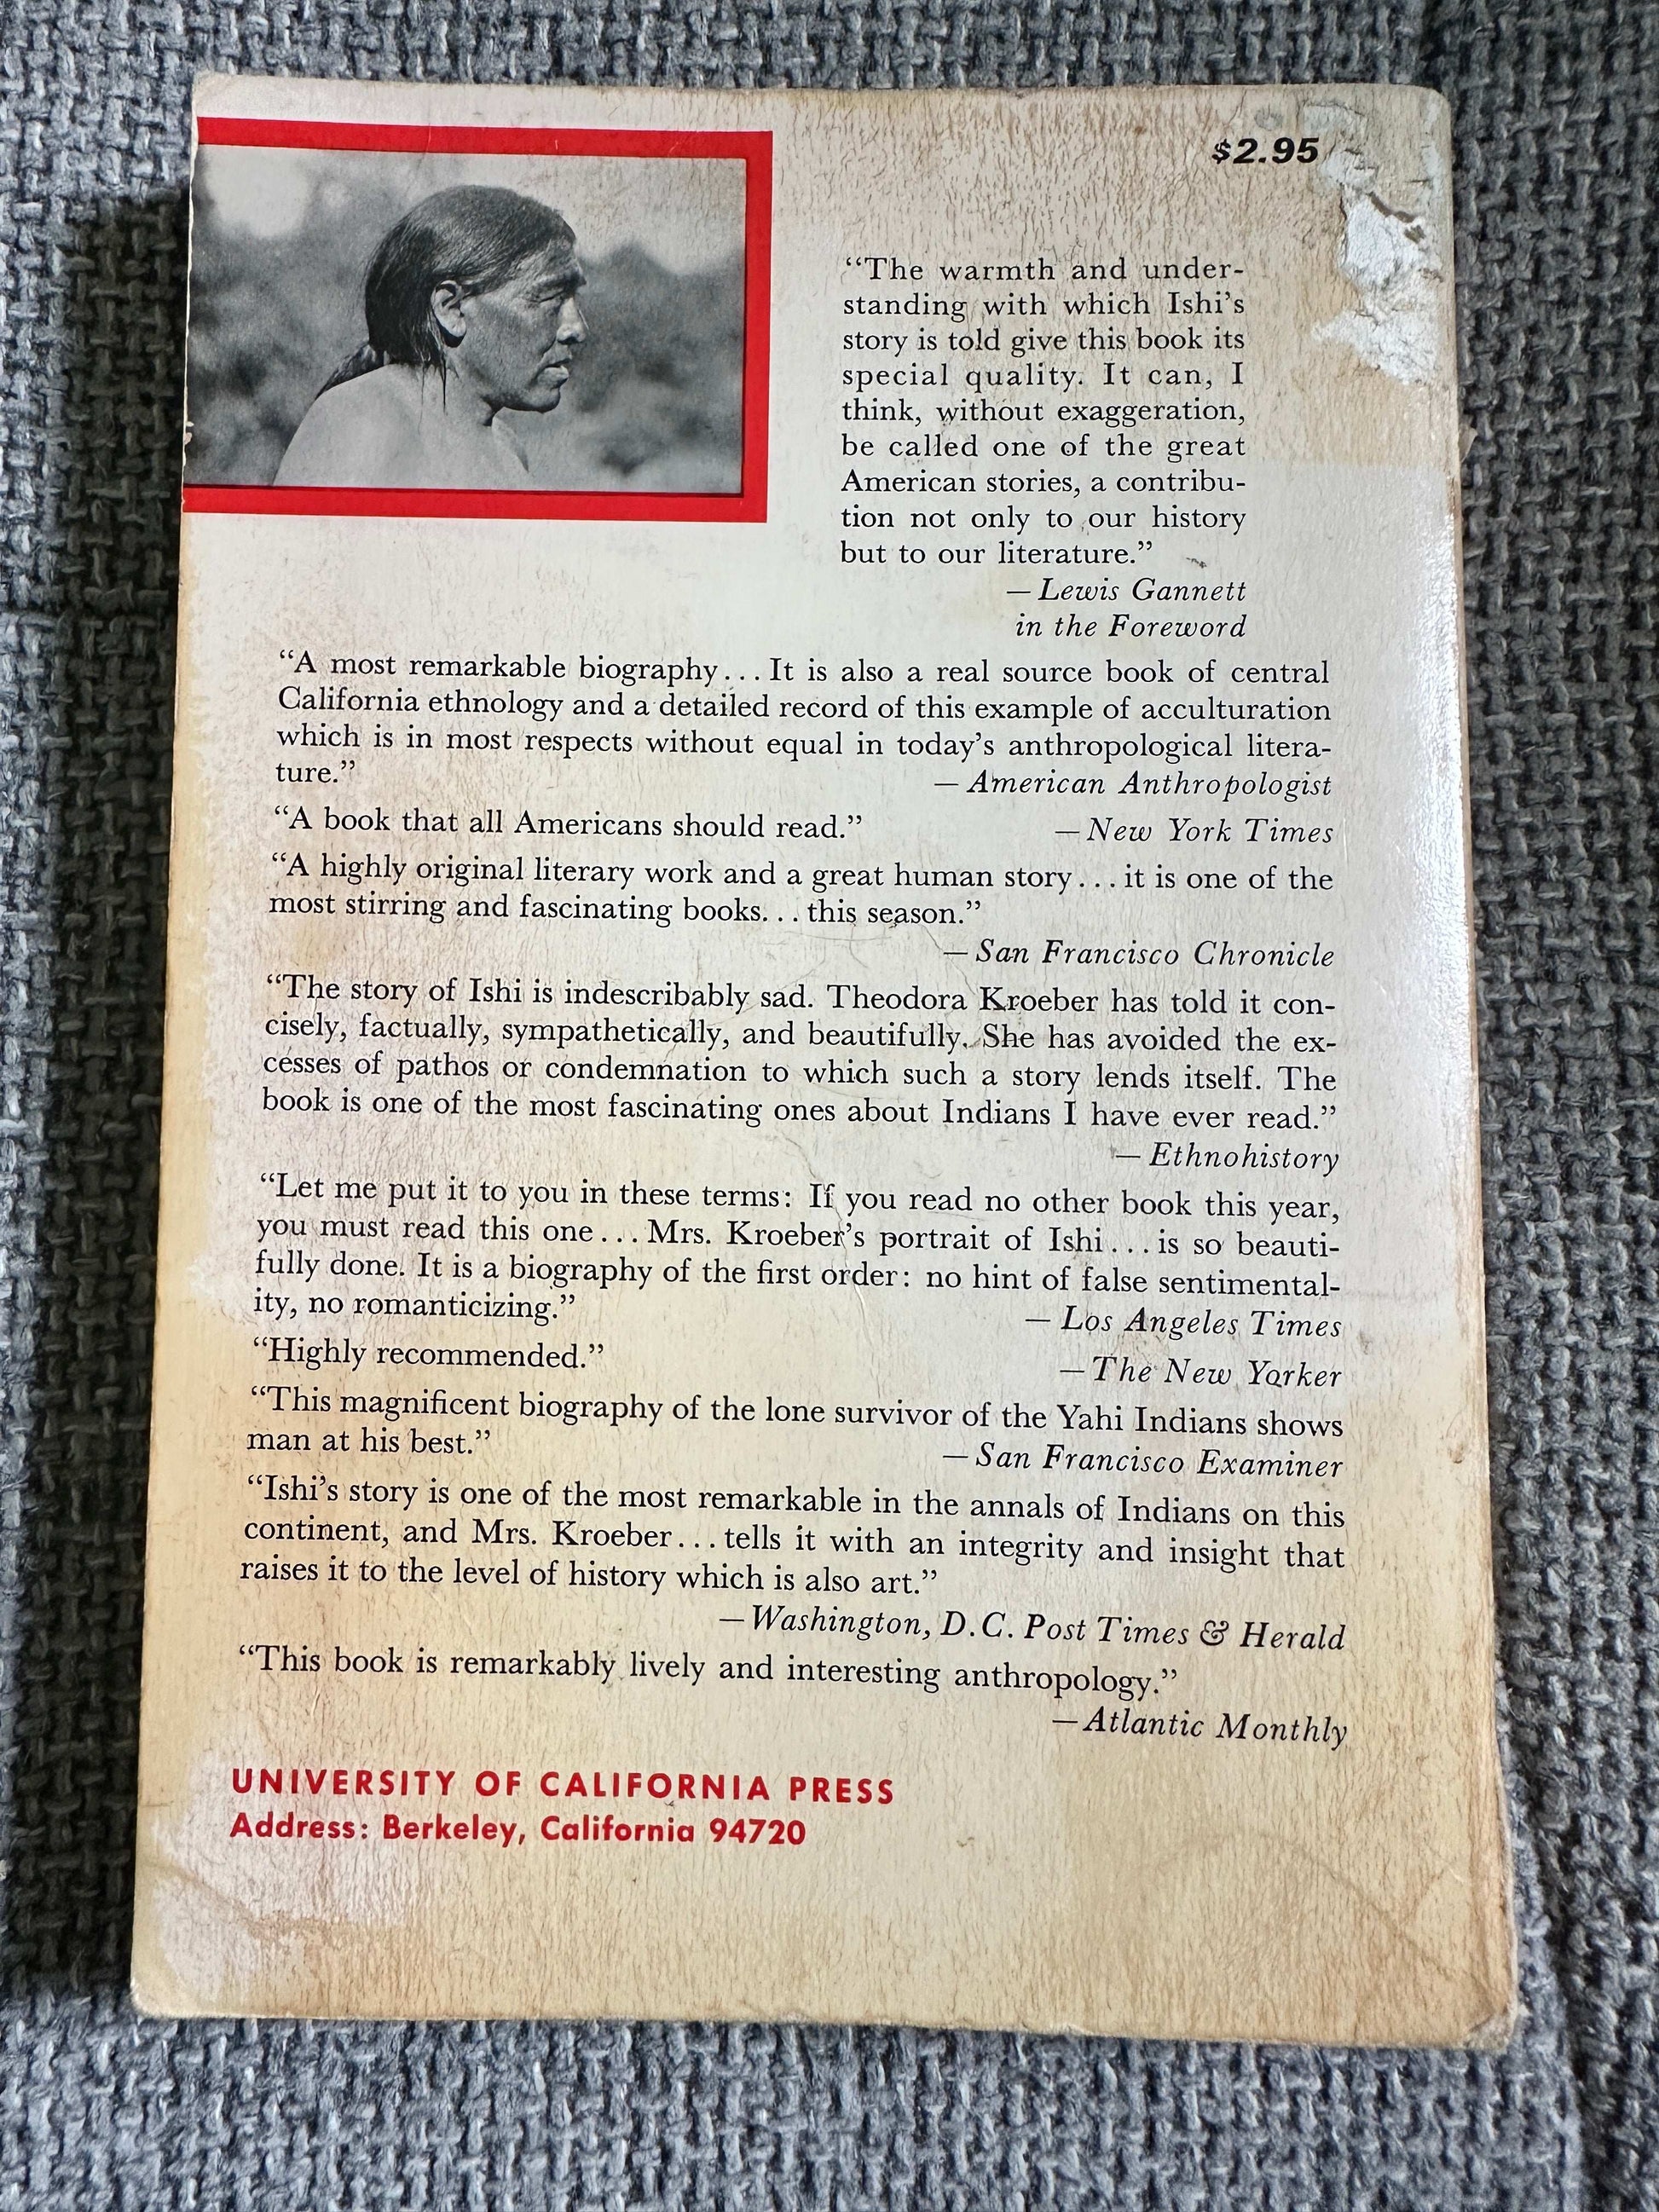 $2.95
“The warmth and under-
standing with which Ishi’s
story is told give this book its
special quality. It can, I
think, without exaggeration,
be called one of the great
American stories, a contribu-
tion not only to our history
but to our literature.”
— Lewis Gannett
in the Foreword
“A most remarkable biography... It is also a real source book of central
California ethnology and a detailed record of this example of acculturation
which is in most respects without equal in today’s anthropological litera-
ture.” — American Anthropologist
“A book that all Americans should read.” — New York Times
“A highly original literary work and a great human story... it is one of the
most stirring and fascinating books... this season.”
— San Francisco Chronicle
“The story of Ishi is indescribably sad. Theodora Kroeber has told it con-
cisely, factually, sympathetically, and beautifully. She has avoided the ex-
cesses of pathos or condemnation to which such a story lends itself. The
book is one of the most fascinating ones about Indians I have ever read.”
— Ethnohistory
“Let me put it to you in these terms: If you read no other book this year,
you must read this one... Mrs. Kroeber’s portrait of Ishi... is so beauti-
fully done. It is a biography of the first order: no hint of false sentimental-
ity, no romanticizing.” — Los Angeles Times
“Highly recommended.” — The New Yorker
“This magnificent biography of the lone survivor of the Yahi Indians shows
man at his best.” — San Francisco Examiner
“Ishi’s story is one of the most remarkable in the annals of Indians on this
continent, and Mrs. Kroeber... tells it with an integrity and insight that
raises it to the level of history which is also art.”
— Washington, D.C. Post Times & Herald
“This book is remarkably lively and interesting anthropology.”
— Atlantic Monthly
UNIVERSITY OF CALIFORNIA PRESS
Address: Berkeley, California 94720